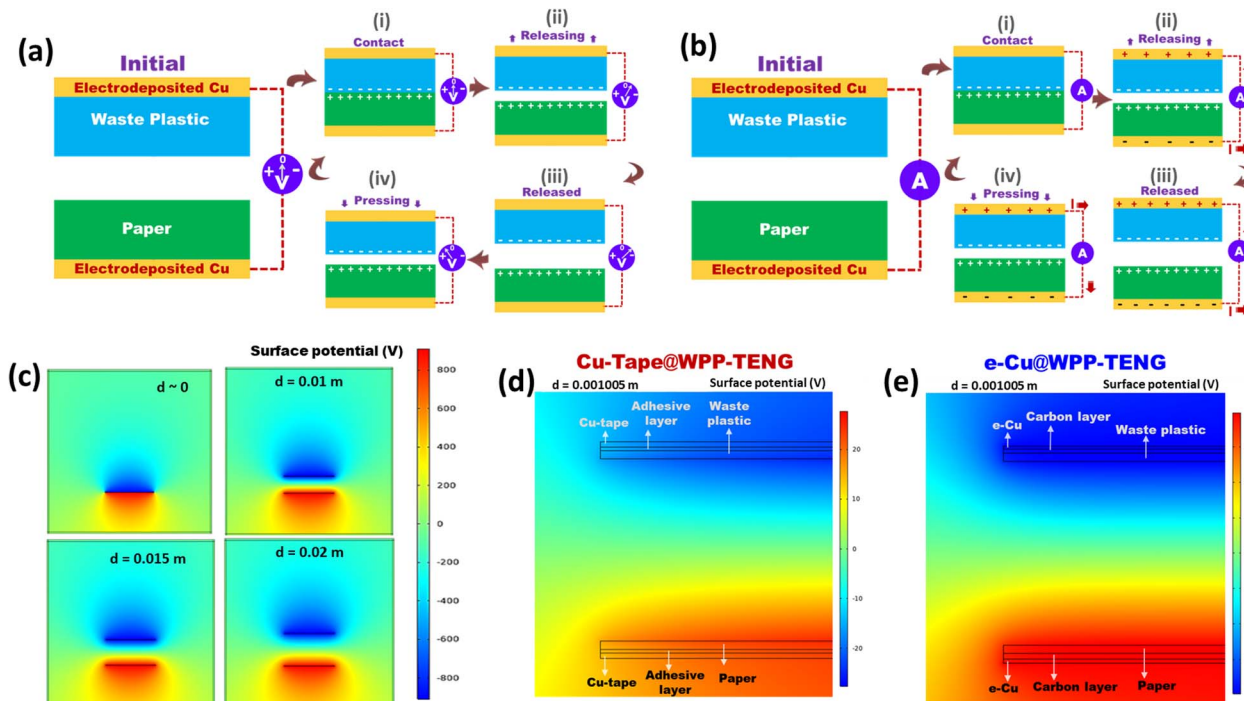 (a)
Initial
Electrodeposited Cu
Waste Plastic
Paper
Electrodeposited Cu
+ 0 -
V
(i)
Contact
(ii)
Releasing
(iv)
Pressing
(iii)
Released
(b)
Initial
Electrodeposited Cu
Waste Plastic
A
Paper
Electrodeposited Cu
(i)
Contact
A
(ii)
Releasing
A
I
(iv)
Pressing
I
A
(iii)
Released
A
I
(c)
Surface potential (V)
d ~ 0
d = 0.01 m
d = 0.015 m
d = 0.02 m
800
600
400
200
0
-200
-400
-600
-800
Cu-Tape@WPP-TENG
(d)
d = 0.001005 m
Surface potential (V)
Cu-tape
Adhesive
layer
Waste
plastic
20
10
0
-10
-20
Cu-tape
Adhesive
layer
Paper
e-Cu@WPP-TENG
(e)
d = 0.001005 m
Surface potential (V)
e-Cu
Carbon layer
Waste plastic
e-Cu
Carbon layer
Paper